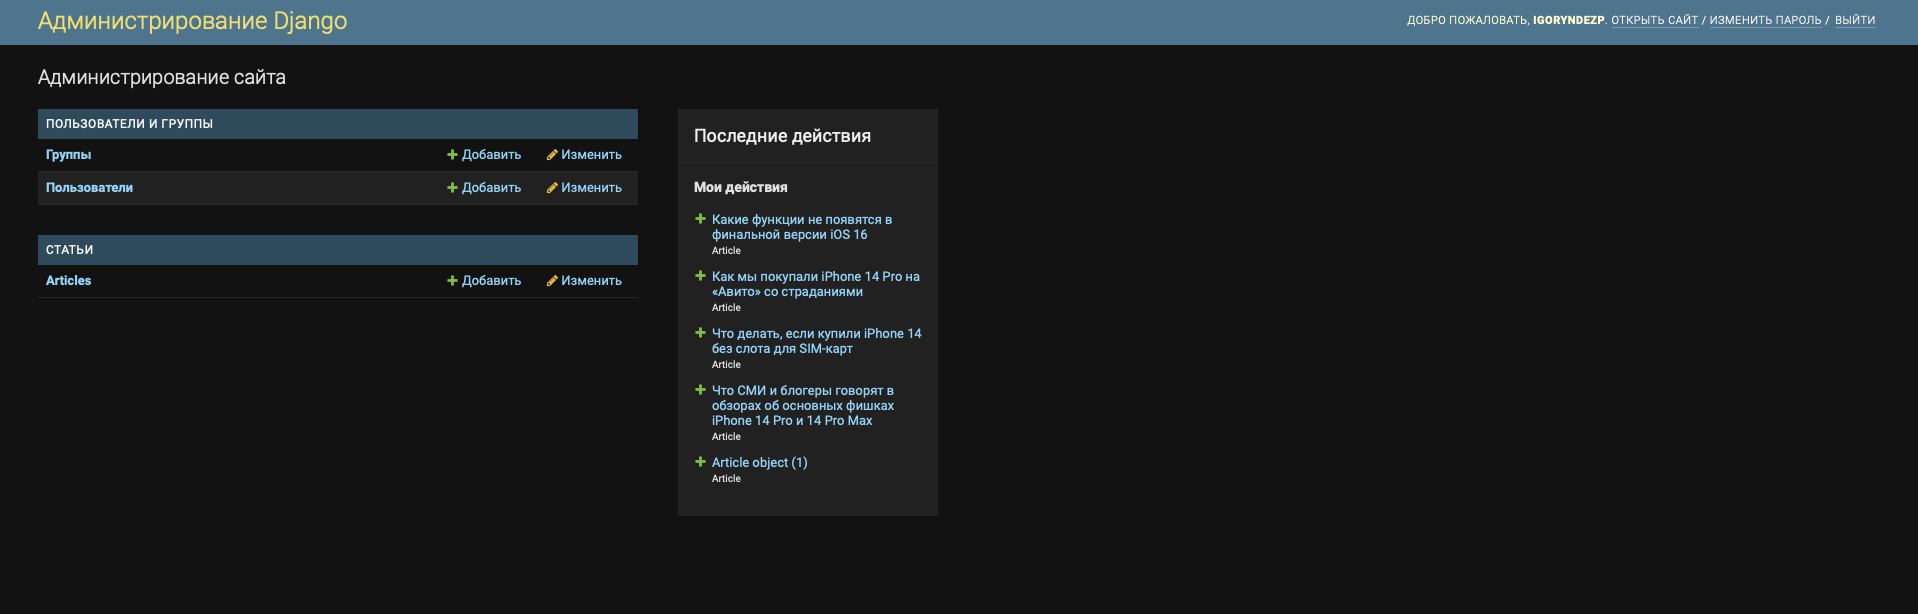 Администрирование Django
ДОБРО ПОЖАЛОВАТЬ, IGORYNDEZP. ОТКРЫТЬ САЙТ / ИЗМЕНИТЬ ПАРОЛЬ / ВЫЙТИ
Администрирование сайта
ПОЛЬЗОВАТЕЛИ И ГРУППЫ
Группы Добавить Изменить
Пользователи Добавить Изменить
СТАТЬИ
Articles Добавить Изменить
Последние действия
Мои действия
Какие функции не появятся в
финальной версии iOS 16
Article
Как мы покупали iPhone 14 Pro на
«Авито» со страданиями
Article
Что делать, если купили iPhone 14
без слота для SIM-карт
Article
Что СМИ и блогеры говорят в
обзорах об основных фишках
iPhone 14 Pro и 14 Pro Max
Article
Article object (1)
Article